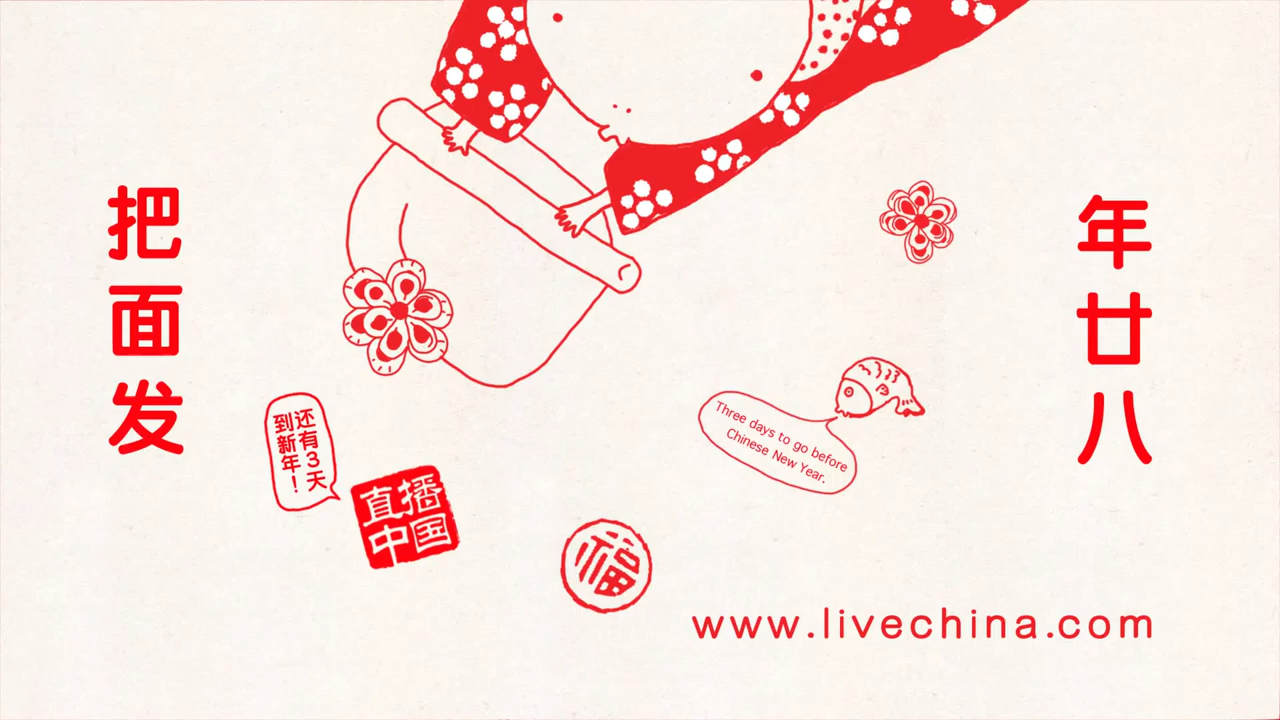 年廿八
把面发
还有3天
到新年！
直播
中国
福
Three days to go before
Chinese New Year.
www.livechina.com